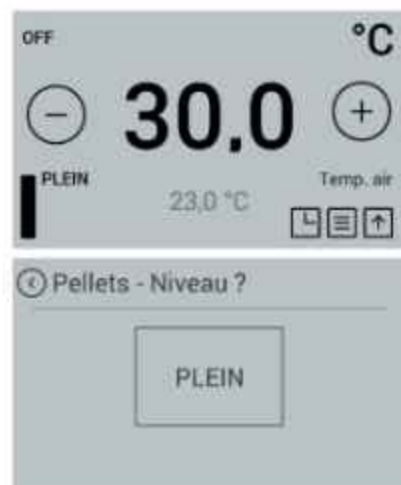 OFF
°C
30.0
PLEIN
Temp. air
23,0 °C
Pellets - Niveau ?
PLEIN